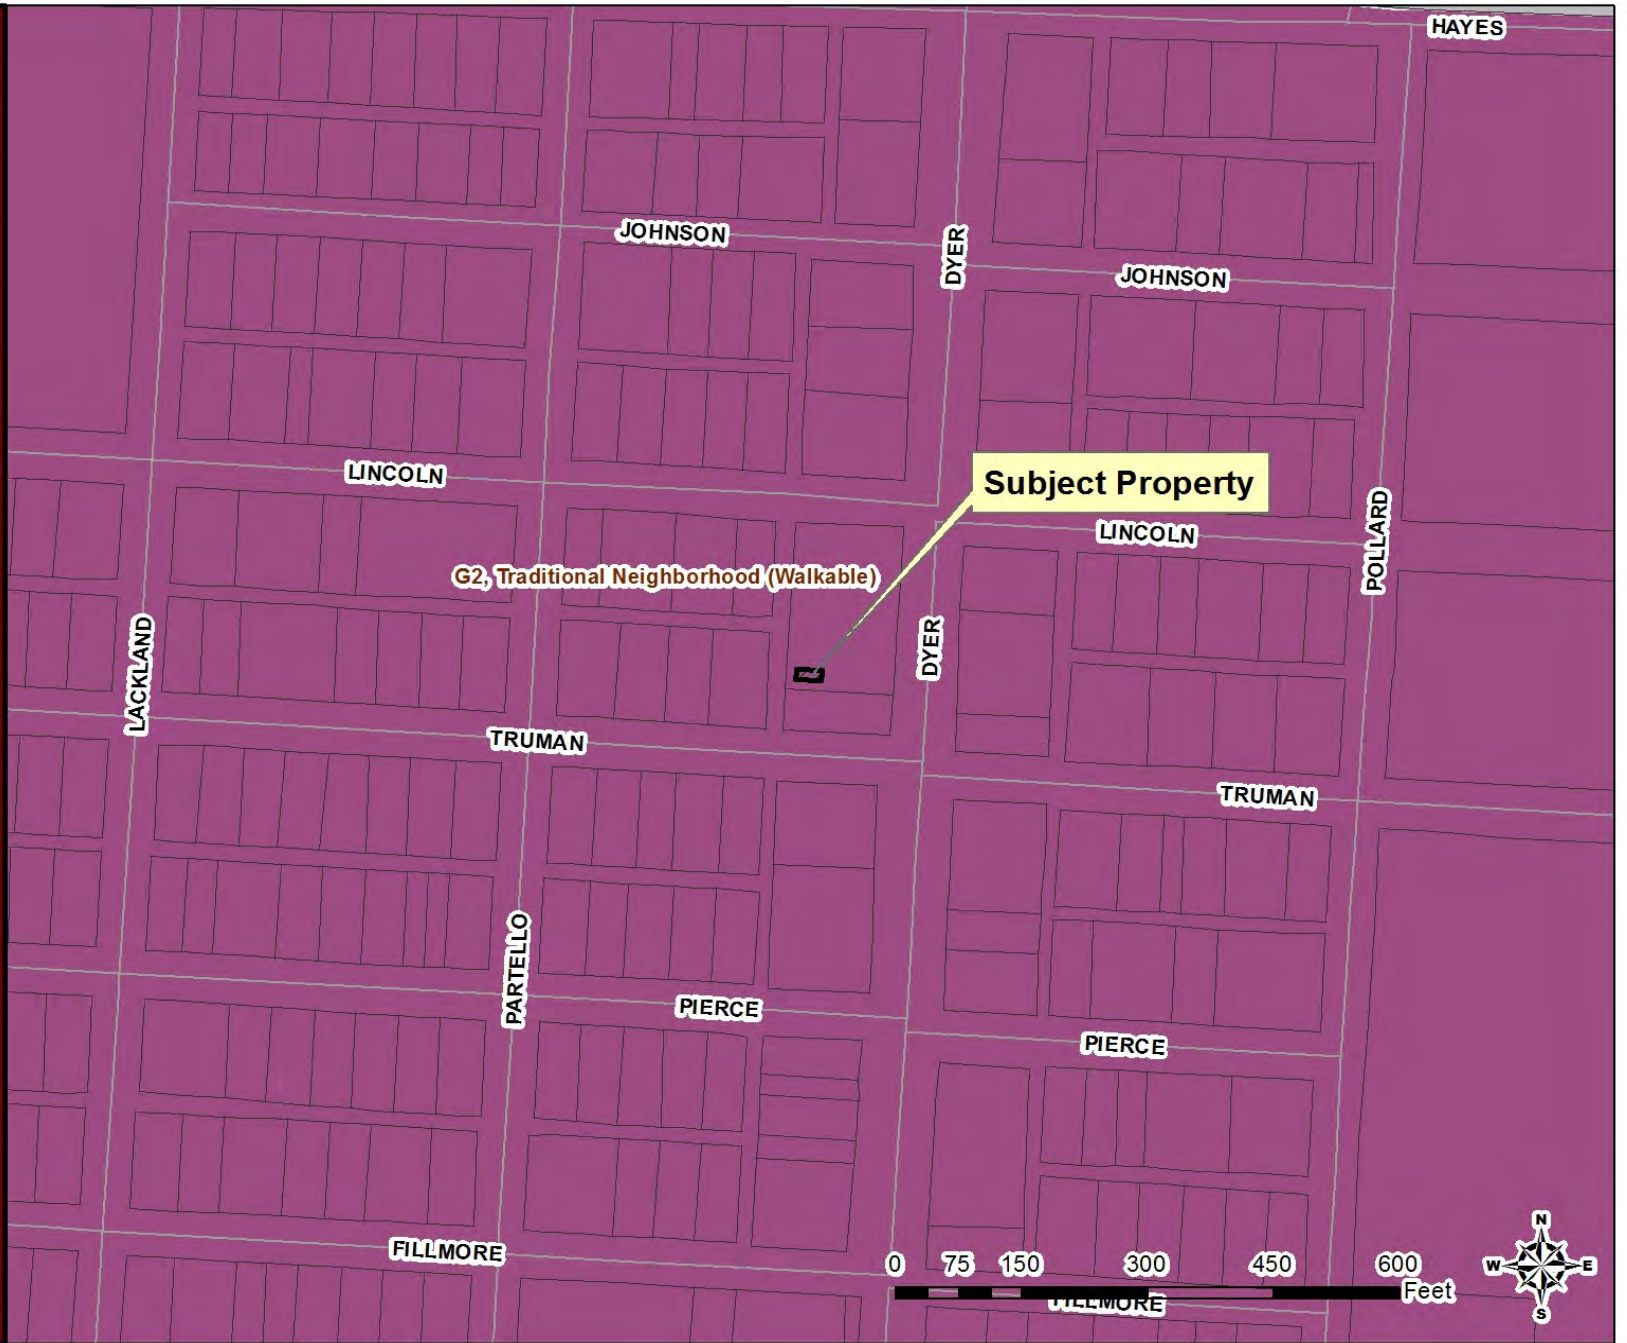 HAYES
JOHNSON
DYER
JOHNSON
LINCOLN
Subject Property
LINCOLN
POLLARD
G2, Traditional Neighborhood (Walkable)
LACKLAND
DYER
TRUMAN
TRUMAN
PARTELLO
PIERCE
PIERCE
FILLMORE
0 75 150 300 450 600
Feet
FILLMORE
N
W E
S